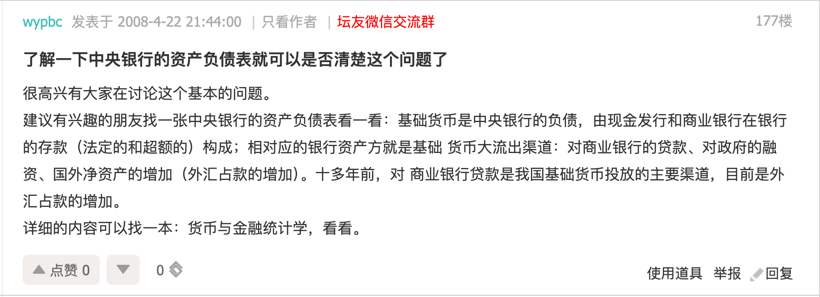 wypbc 发表于 2008-4-22 21:44:00 | 只看作者 | 坛友微信交流群 177楼
了解一下中央银行的资产负债表就可以是否清楚这个问题了
很高兴有大家在讨论这个基本的问题。
建议有兴趣的朋友找一张中央银行的资产负债表看一看：基础货币是中央银行的负债，由现金发行和商业银行在银行
的存款（法定的和超额的）构成；相对应的银行资产方就是基础 货币大流出渠道：对商业银行的贷款、对政府的融
资、国外净资产的增加（外汇占款的增加）。十多年前，对 商业银行贷款是我国基础货币投放的主要渠道，目前是外
汇占款的增加。
详细的内容可以找一本：货币与金融统计学，看看。
点赞 0 0 使用道具 举报 回复